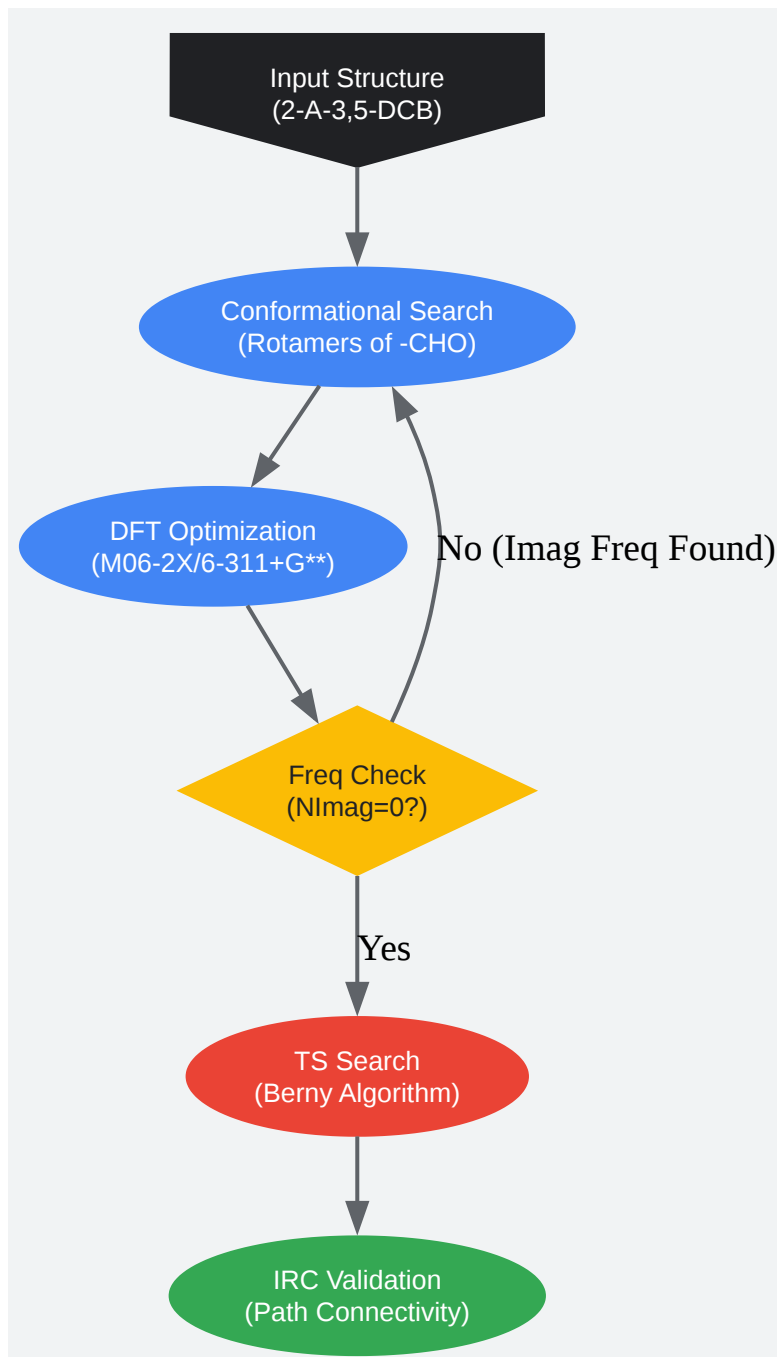 Input Structure
(2-A-3,5-DCB)
Conformational Search
(Rotamers of -CHO)
DFT Optimization
(M06-2X/6-311+G**)
No (Imag Freq Found)
Freq Check
(NImag=0?)
Yes
TS Search
(Berny Algorithm)
IRC Validation
(Path Connectivity)